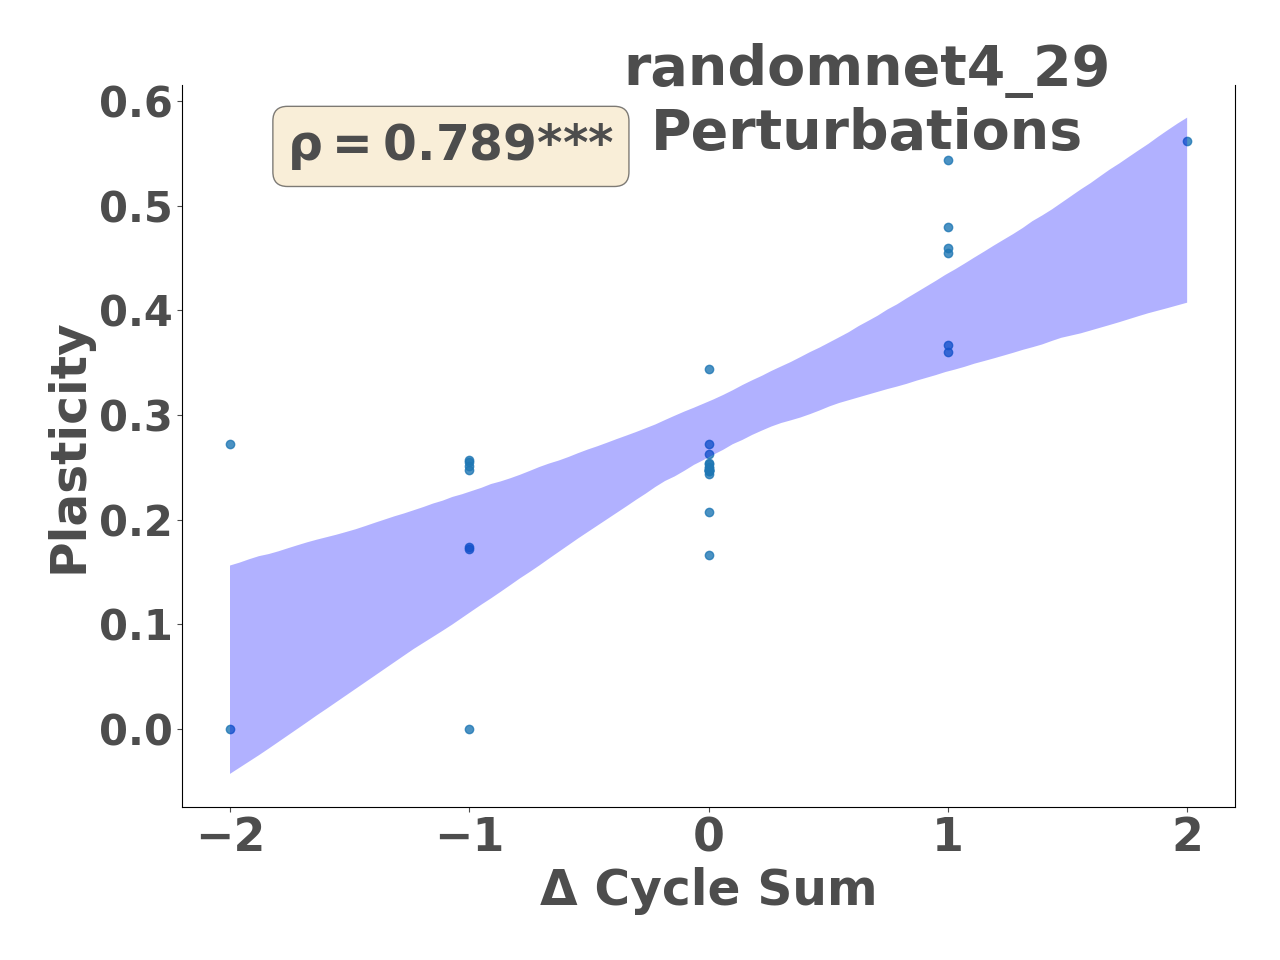 randomnet4_29
Perturbations
ρ = 0.789***
Plasticity
0.6
0.5
0.4
0.3
0.2
0.1
0.0
−2 −1 0 1 2
Δ Cycle Sum